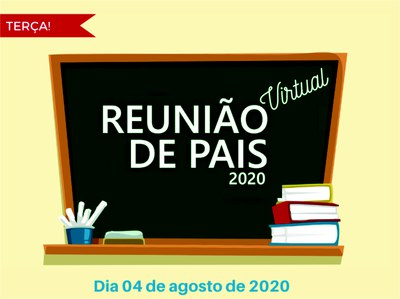 TERÇA!
Virtual
REUNIÃO
DE PAIS
2020
Dia 04 de agosto de 2020